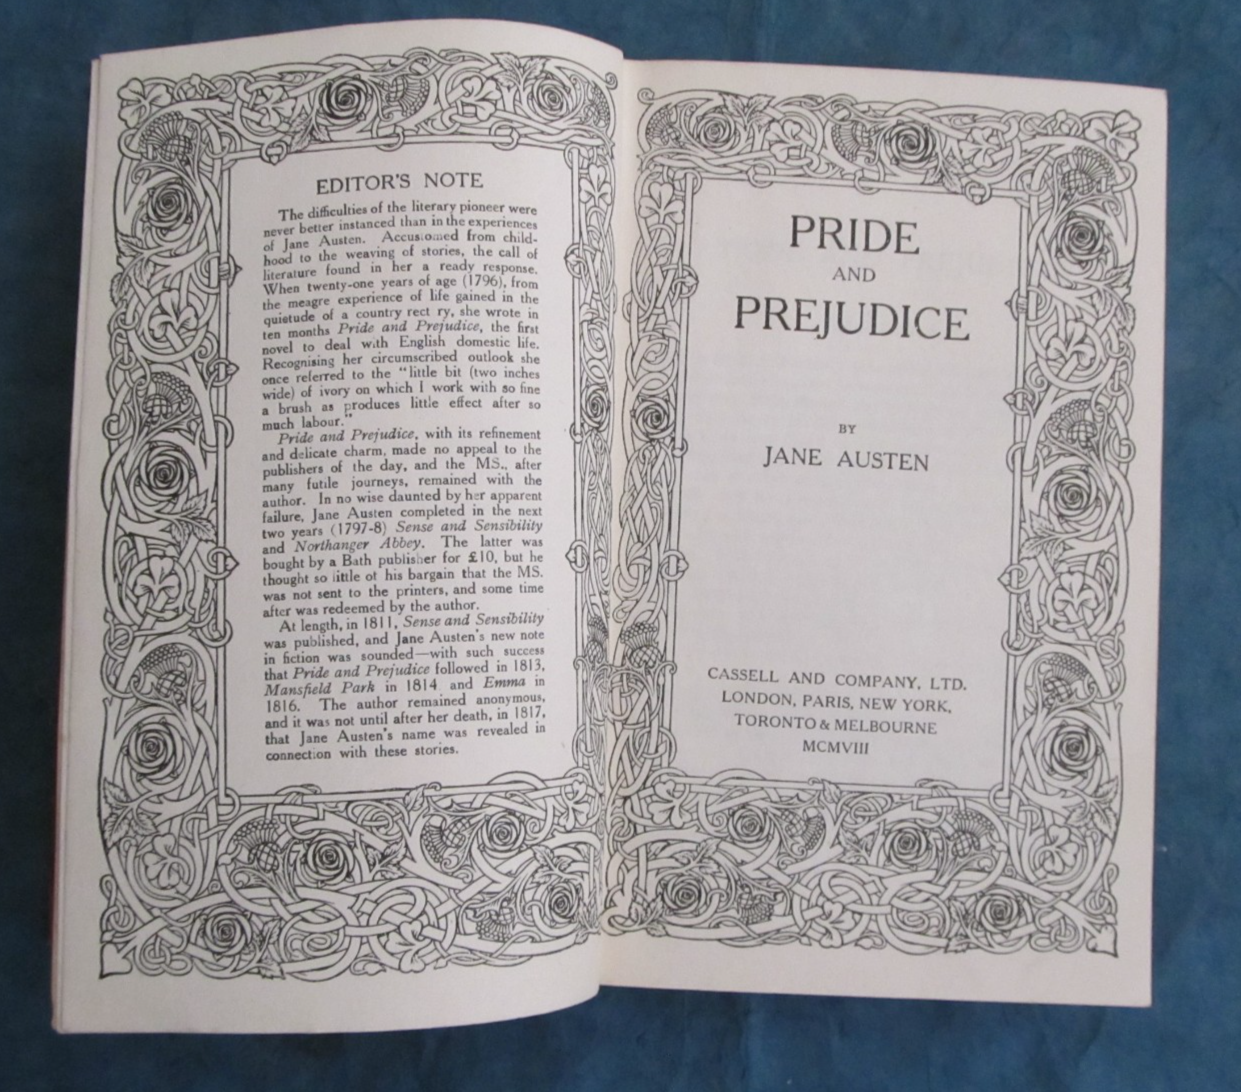 EDITOR'S NOTE
The difficulties of the literary pioneer were
never better instanced than in the experiences
of Jane Austen. Accustomed from child-
hood to the weaving of stories, the call of
literature found in her a ready response.
When twenty-one years of age (1796), from
the meagre experience of life gained in the
quietude of a country rect ry, she wrote in
ten months Pride and Prejudice, the first
novel to deal with English domestic life.
Recognising her circumscribed outlook she
once referred to the "little bit (two inches
wide) of ivory on which I work with so fine
a brush as produces little effect after so
much labour."
Pride and Prejudice, with its refinement
and delicate charm, made no appeal to the
publishers of the day, and the MS., after
many futile journeys, remained with the
author. In no wise daunted by her apparent
failure, Jane Austen completed in the next
two years (1797-8) Sense and Sensibility
and Northanger Abbey. The latter was
bought by a Bath publisher for £10, but he
thought so little of his bargain that the MS.
was not sent to the printers, and some time
after was redeemed by the author.
At length, in 1811, Sense and Sensibility
was published, and Jane Austen's new note
in fiction was sounded—with such success
that Pride and Prejudice followed in 1813,
Mansfield Park in 1814 and Emma in
1816. The author remained anonymous,
and it was not until after her death, in 1817,
that Jane Austen's name was revealed in
connection with these stories.
PRIDE
AND
PREJUDICE
BY
JANE AUSTEN
CASSELL AND COMPANY, LTD.
LONDON, PARIS, NEW YORK,
TORONTO & MELBOURNE
MCMVIII